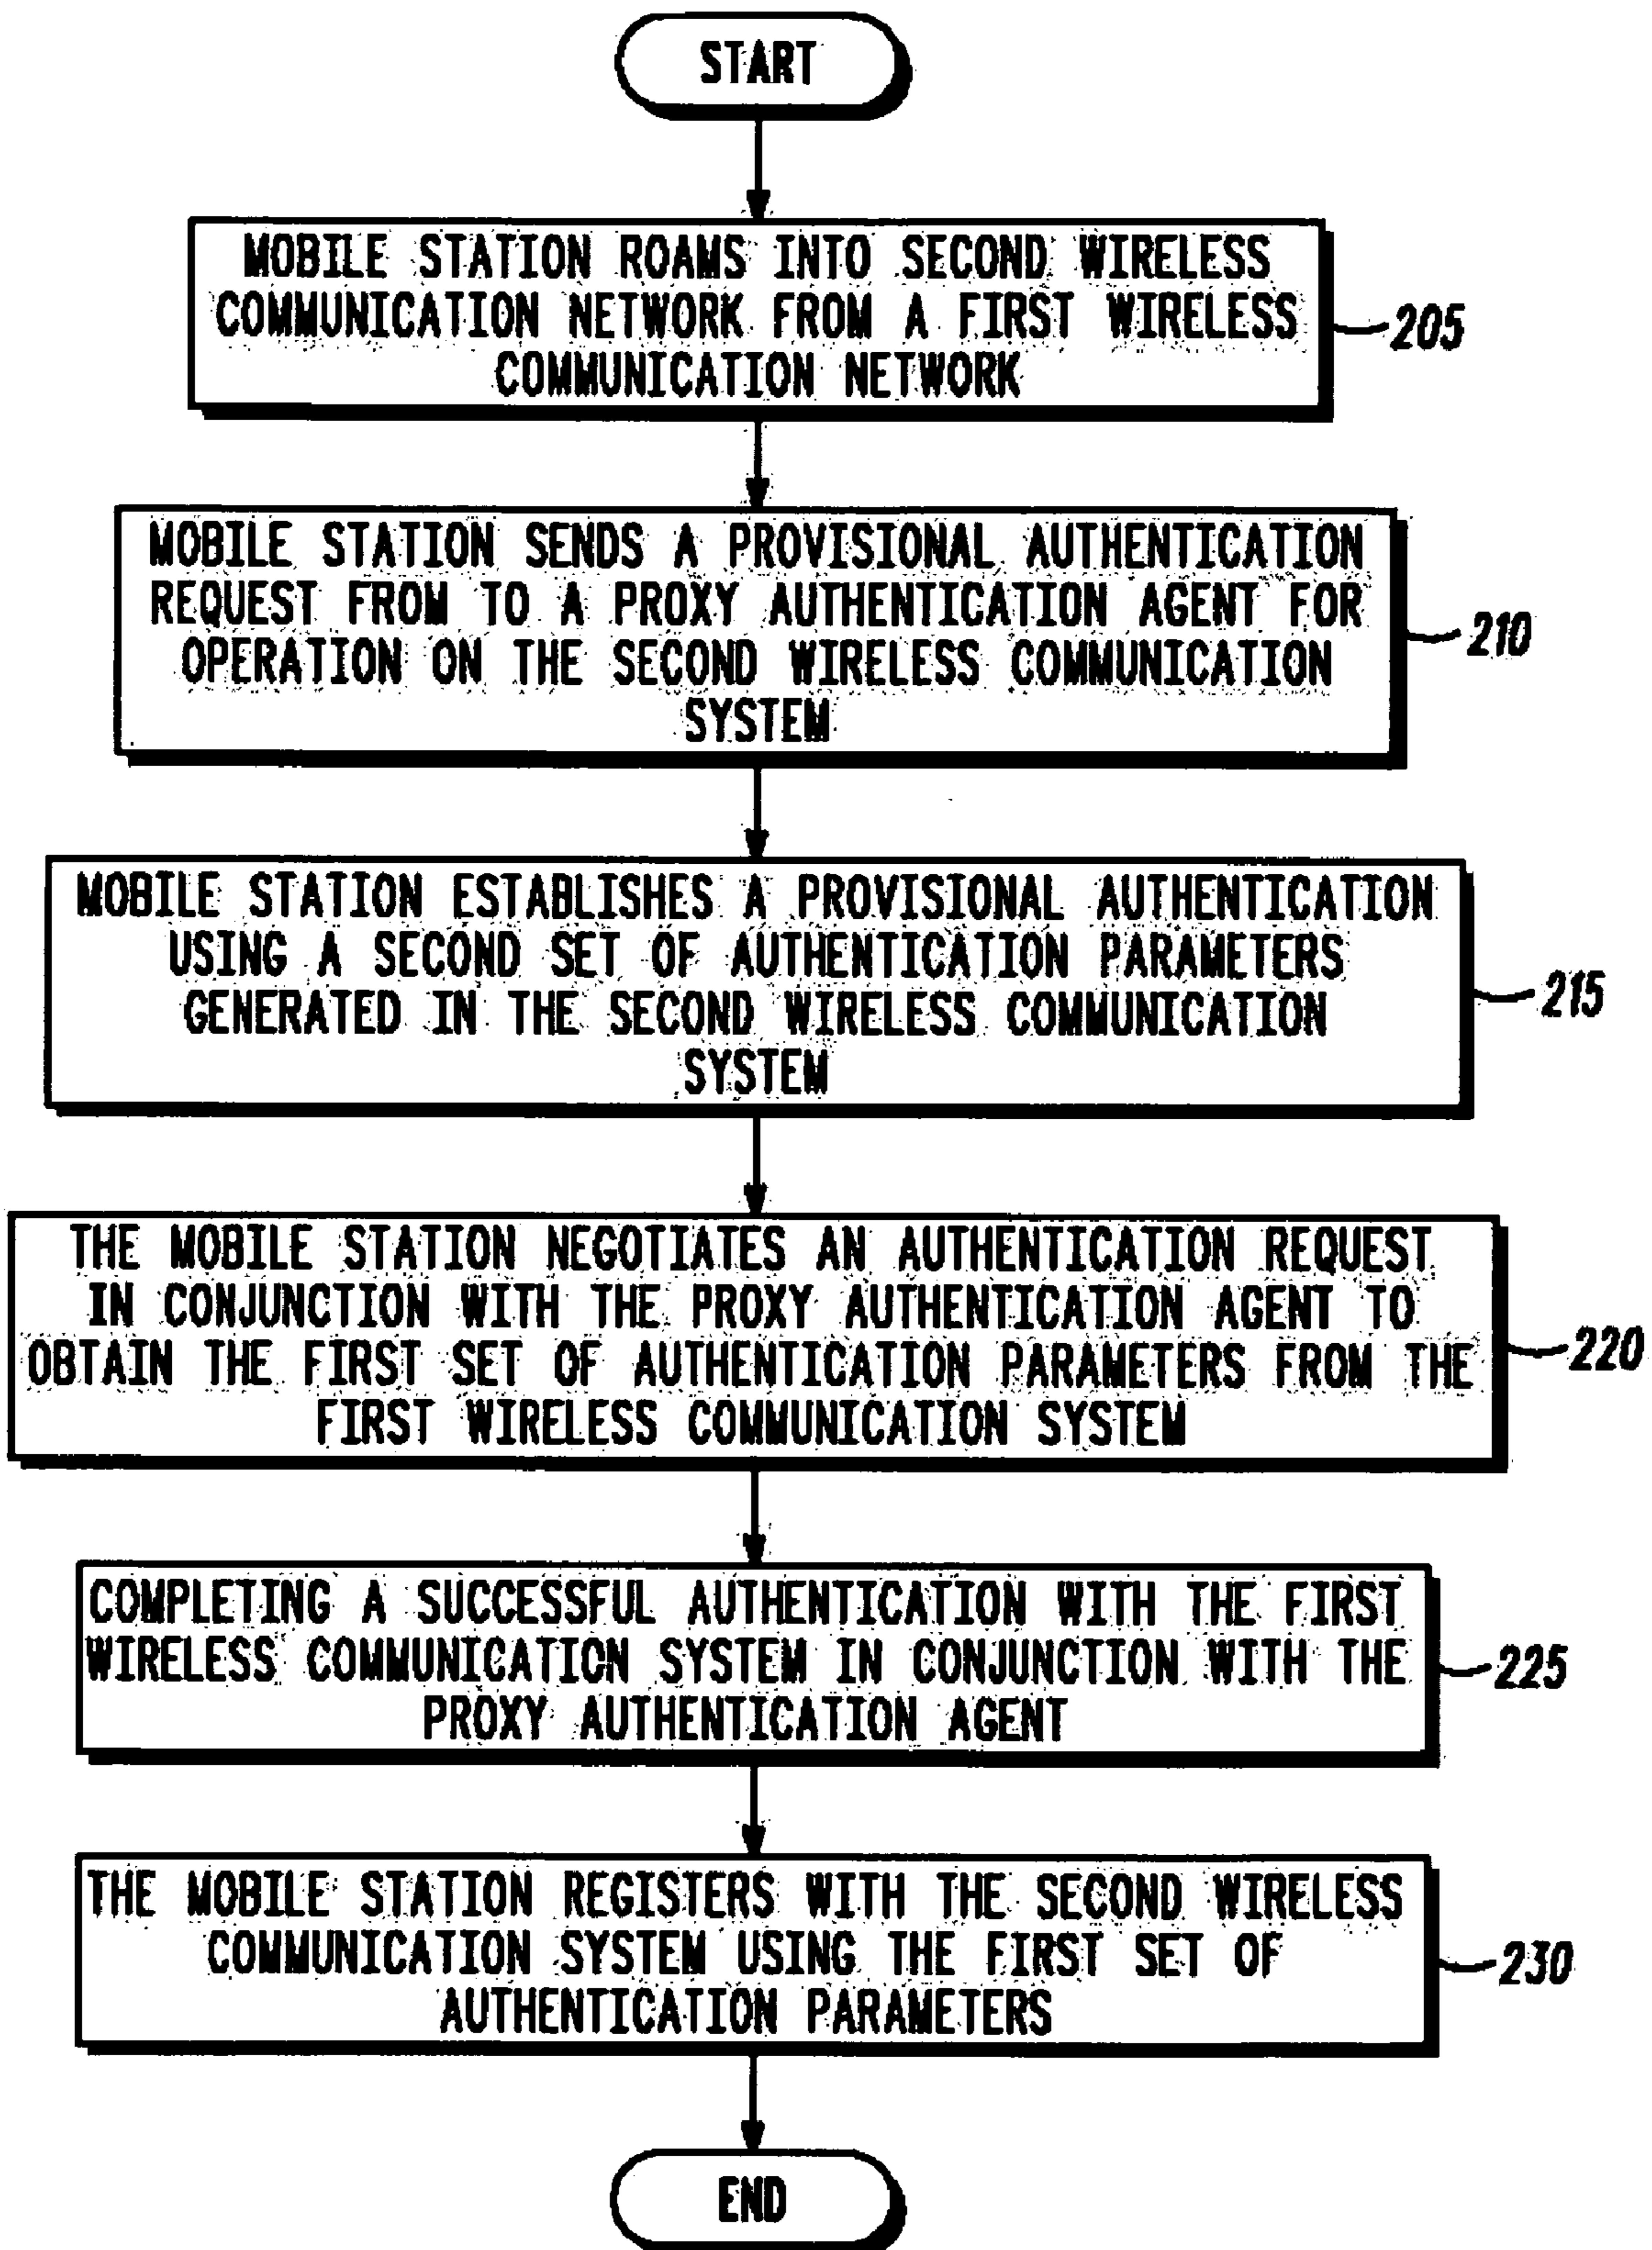 START
MOBILE STATION ROAMS INTO SECOND WIRELESS
COMMUNICATION NETWORK FROM A FIRST WIRELESS
COMMUNICATION NETWORK
205
MOBILE STATION SENDS A PROVISIONAL AUTHENTICATION
REQUEST FROM TO A PROXY AUTHENTICATION AGENT FOR
OPERATION ON THE SECOND WIRELESS COMMUNICATION
SYSTEM
210
MOBILE STATION ESTABLISHES A PROVISIONAL AUTHENTICATION
USING A SECOND SET OF AUTHENTICATION PARAMETERS
GENERATED IN THE SECOND WIRELESS COMMUNICATION
SYSTEM
215
THE MOBILE STATION NEGOTIATES AN AUTHENTICATION REQUEST
IN CONJUNCTION WITH THE PROXY AUTHENTICATION AGENT TO
OBTAIN THE FIRST SET OF AUTHENTICATION PARAMETERS FROM THE
FIRST WIRELESS COMMUNICATION SYSTEM
220
COMPLETING A SUCCESSFUL AUTHENTICATION WITH THE FIRST
WIRELESS COMMUNICATION SYSTEM IN CONJUNCTION WITH THE
PROXY AUTHENTICATION AGENT
225
THE MOBILE STATION REGISTERS WITH THE SECOND WIRELESS
COMMUNICATION SYSTEM USING THE FIRST SET OF
AUTHENTICATION PARAMETERS
230
END